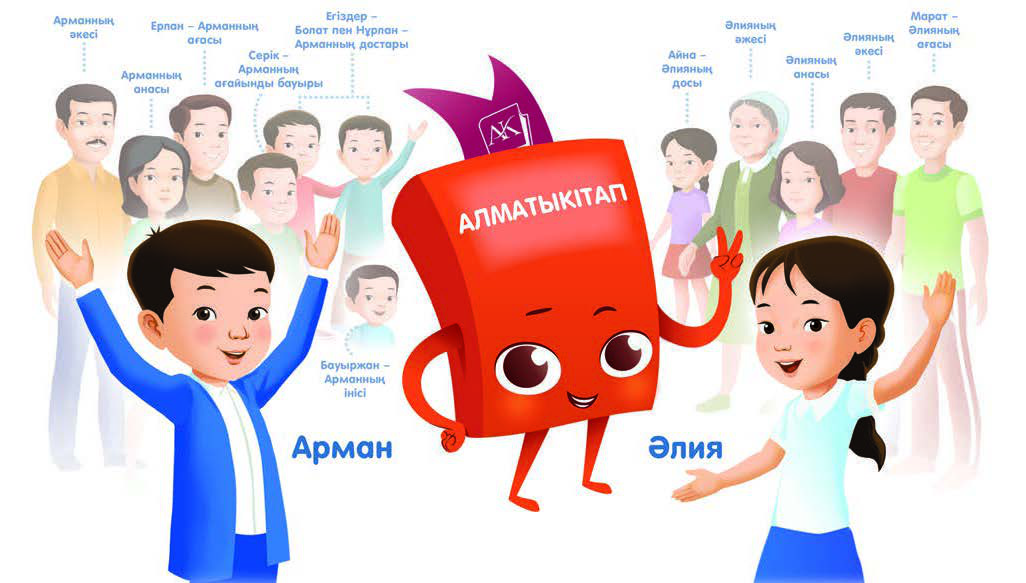 Арманның
әкесі
Ерлан – Арманның
ағасы
Егіздер –
Болат пен Нұрлан –
Арманның достары
Серік –
Арманның
ағайынды бауыры
Арманның
анасы
Айна –
Әлияның
досы
Әлияның
әжесі
Әлияның
анасы
Әлияның
әкесі
Марат –
Әлияның
ағасы
АК
АЛМАТЫКІТАП
Бауыржан –
Арманның
інісі
Арман
Әлия